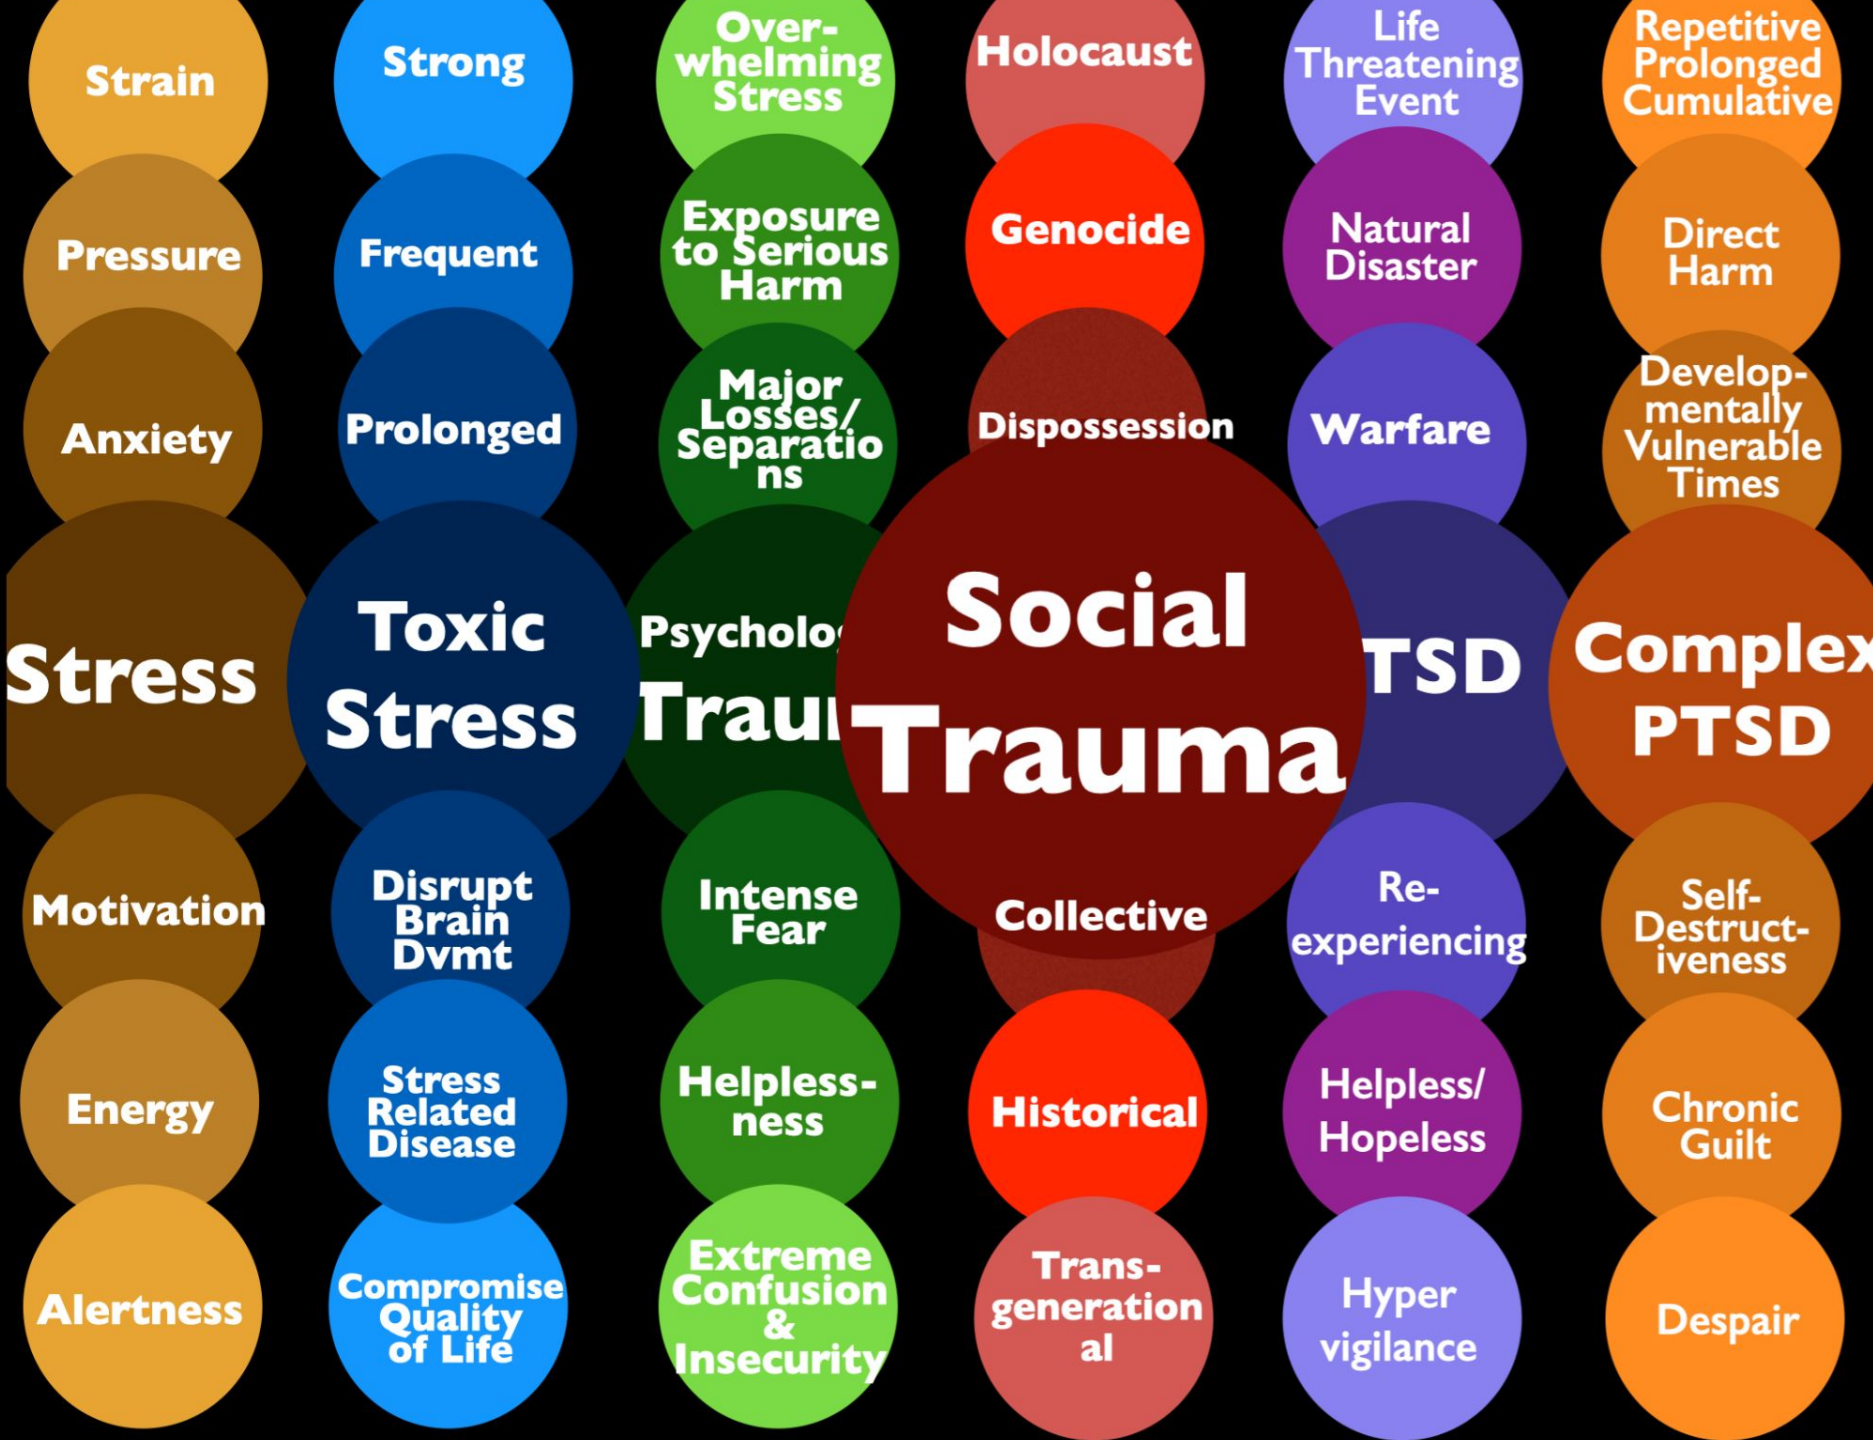 Strain
Pressure
Anxiety
Stress
Motivation
Energy
Alertness
Strong
Frequent
Prolonged
Toxic
Stress
Disrupt
Brain
Dvmt
Stress
Related
Disease
Compromise
Quality
of Life
Over-
whelming
Stress
Exposure
to Serious
Harm
Major
Losses/
Separatio
ns
Psycholo
Trau
Intense
Fear
Helpless-
ness
Extreme
Confusion
&
Insecurity
Holocaust
Genocide
Dispossession
Social
Trauma
Collective
Historical
Trans-
generation
al
Life
Threatening
Event
Natural
Disaster
Warfare
TSD
Re-
experiencing
Helpless/
Hopeless
Hyper
vigilance
Repetitive
Prolonged
Cumulative
Direct
Harm
Develop-
mentally
Vulnerable
Times
Complex
PTSD
Self-
Destruct-
iveness
Chronic
Guilt
Despair